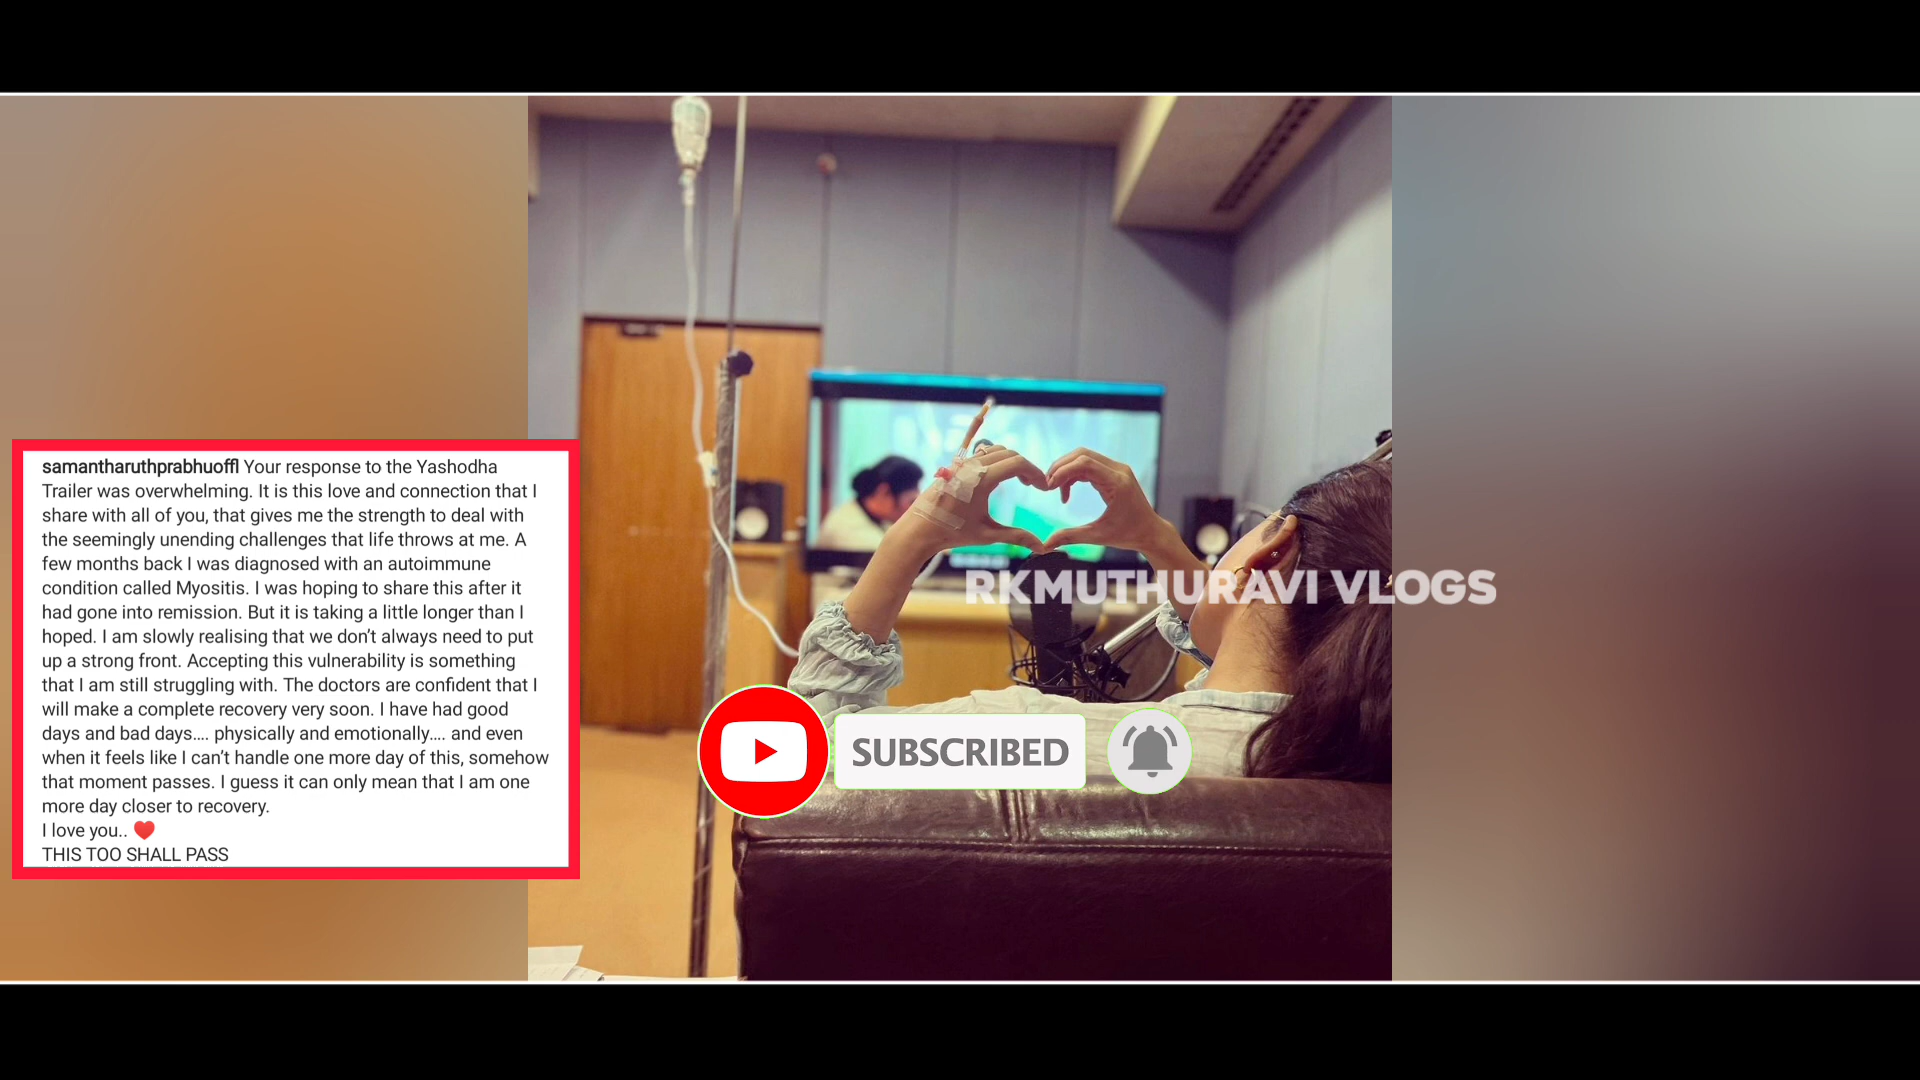 samantharuthprabhuoffl Your response to the Yashodha
Trailer was overwhelming. It is this love and connection that I
share with all of you, that gives me the strength to deal with
the seemingly unending challenges that life throws at me. A
few months back I was diagnosed with an autoimmune
condition called Myositis. I was hoping to share this after it
had gone into remission. But it is taking a little longer than I
hoped. I am slowly realising that we don’t always need to put
up a strong front. Accepting this vulnerability is something
that I am still struggling with. The doctors are confident that I
will make a complete recovery very soon. I have had good
days and bad days.... physically and emotionally.... and even
when it feels like I can’t handle one more day of this, somehow
that moment passes. I guess it can only mean that I am one
more day closer to recovery.
I love you.. ❤️
THIS TOO SHALL PASS
RKMUTHURAVI VLOGS
SUBSCRIBED